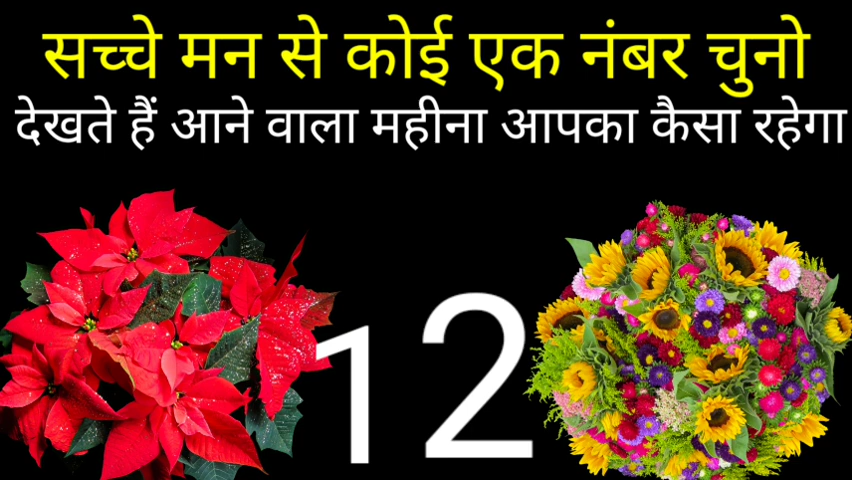 सच्चे मन से कोई एक नंबर चुनो
देखते हैं आने वाला महीना आपका कैसा रहेगा
1 2